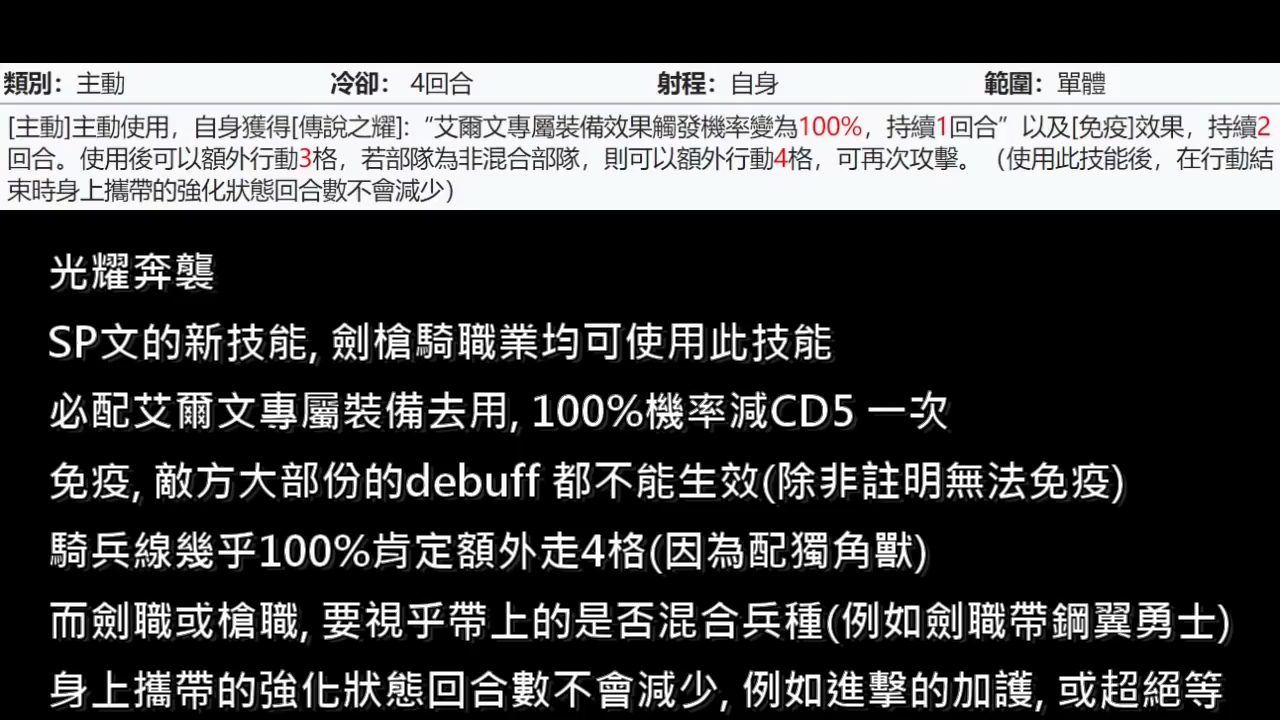 類別：主動 冷卻： 4回合 射程：自身 範圍：單體
[主動]主動使用，自身獲得[傳說之耀]:“艾爾文專屬裝備效果觸發機率變為100%，持續1回合”以及[免疫]效果，持續2
回合。使用後可以額外行動3格，若部隊為非混合部隊，則可以額外行動4格，可再次攻擊。（使用此技能後，在行動結
束時身上攜帶的強化狀態回合數不會減少）
光耀奔襲
SP文的新技能, 劍槍騎職業均可使用此技能
必配艾爾文專屬裝備去用, 100%機率減CD5 一次
免疫, 敵方大部份的debuff 都不能生效(除非註明無法免疫)
騎兵線幾乎100%肯定額外走4格(因為配獨角獸)
而劍職或槍職, 要視乎帶上的是否混合兵種(例如劍職帶鋼翼勇士)
身上攜帶的強化狀態回合數不會減少, 例如進擊的加護, 或超絕等